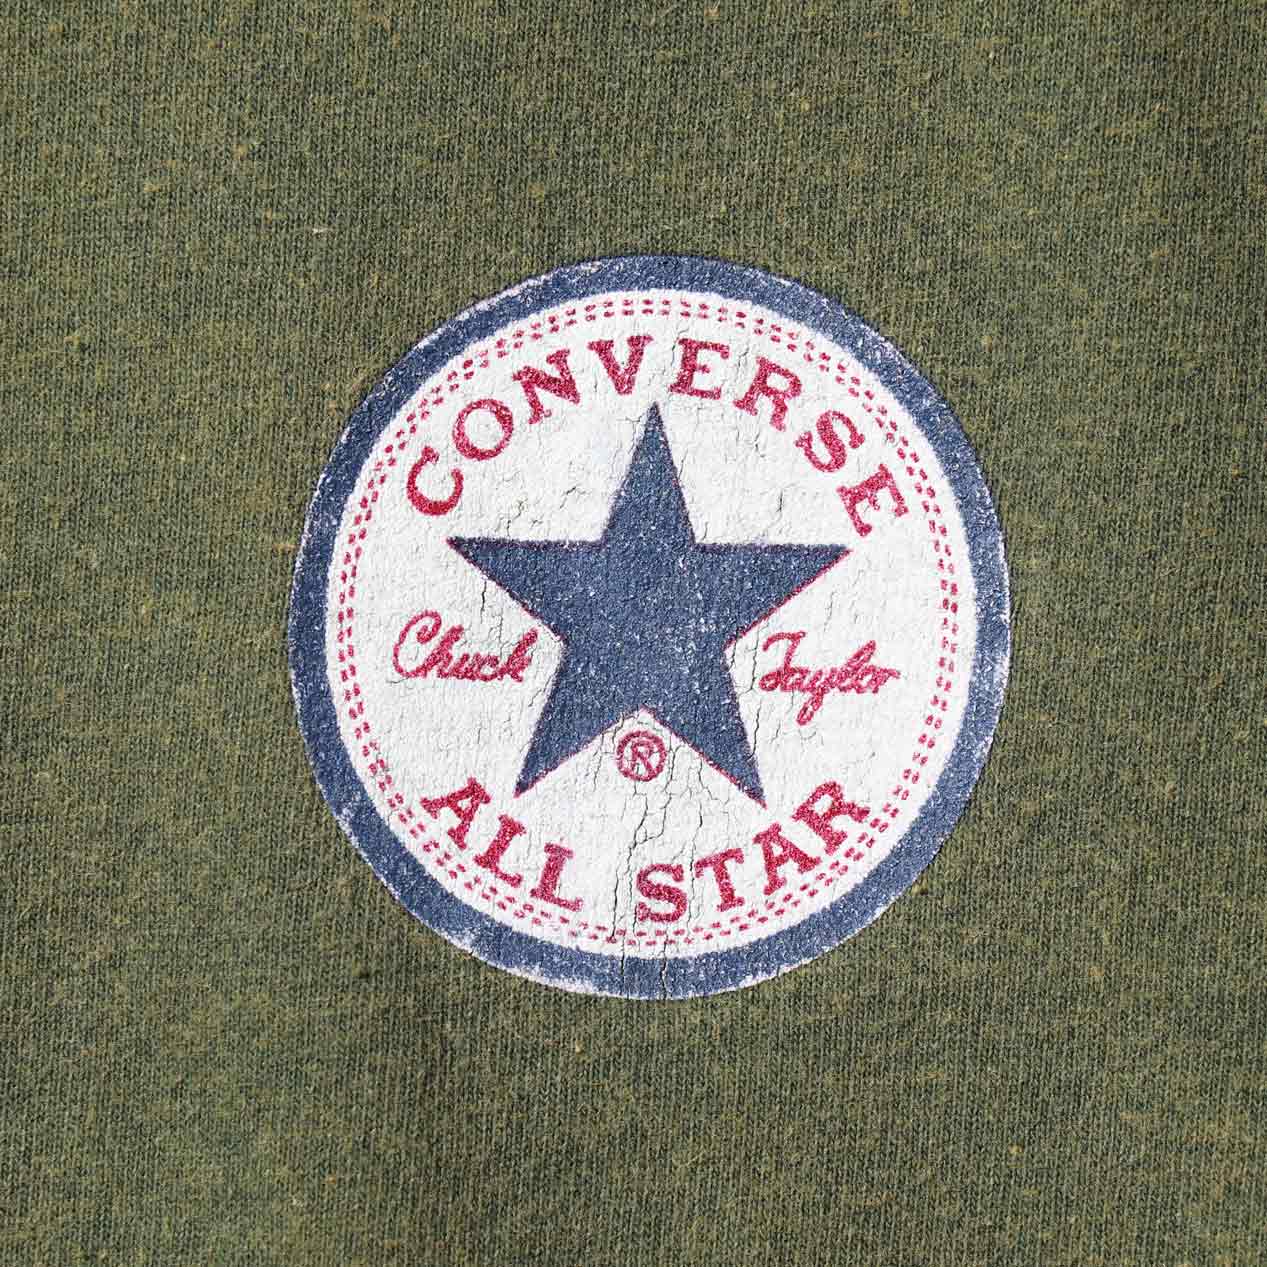 CONVERSE
Chuck Taylor
®
ALL STAR